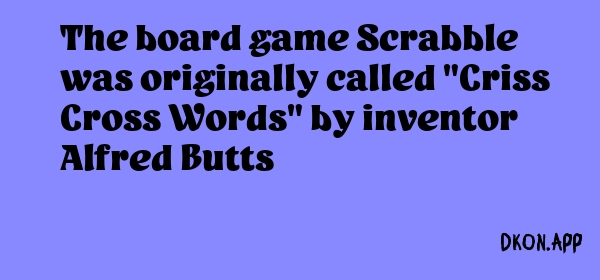 The board game Scrabble
was originally called "Criss
Cross Words" by inventor
Alfred Butts
DKON.APP